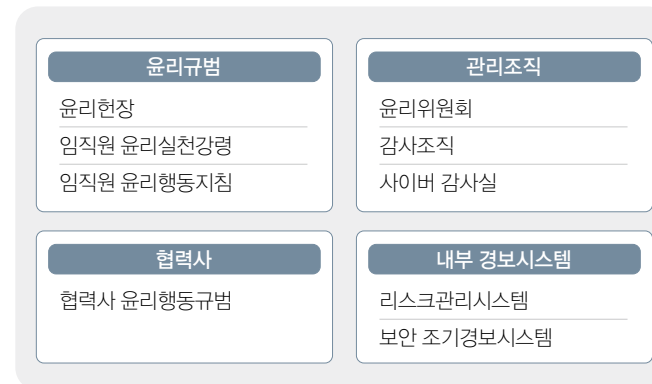 윤리규범
윤리헌장
임직원 윤리실천강령
임직원 윤리행동지침
관리조직
윤리위원회
감사조직
사이버 감사실
협력사
협력사 윤리행동규범
내부 경보시스템
리스크관리시스템
보안 조기경보시스템